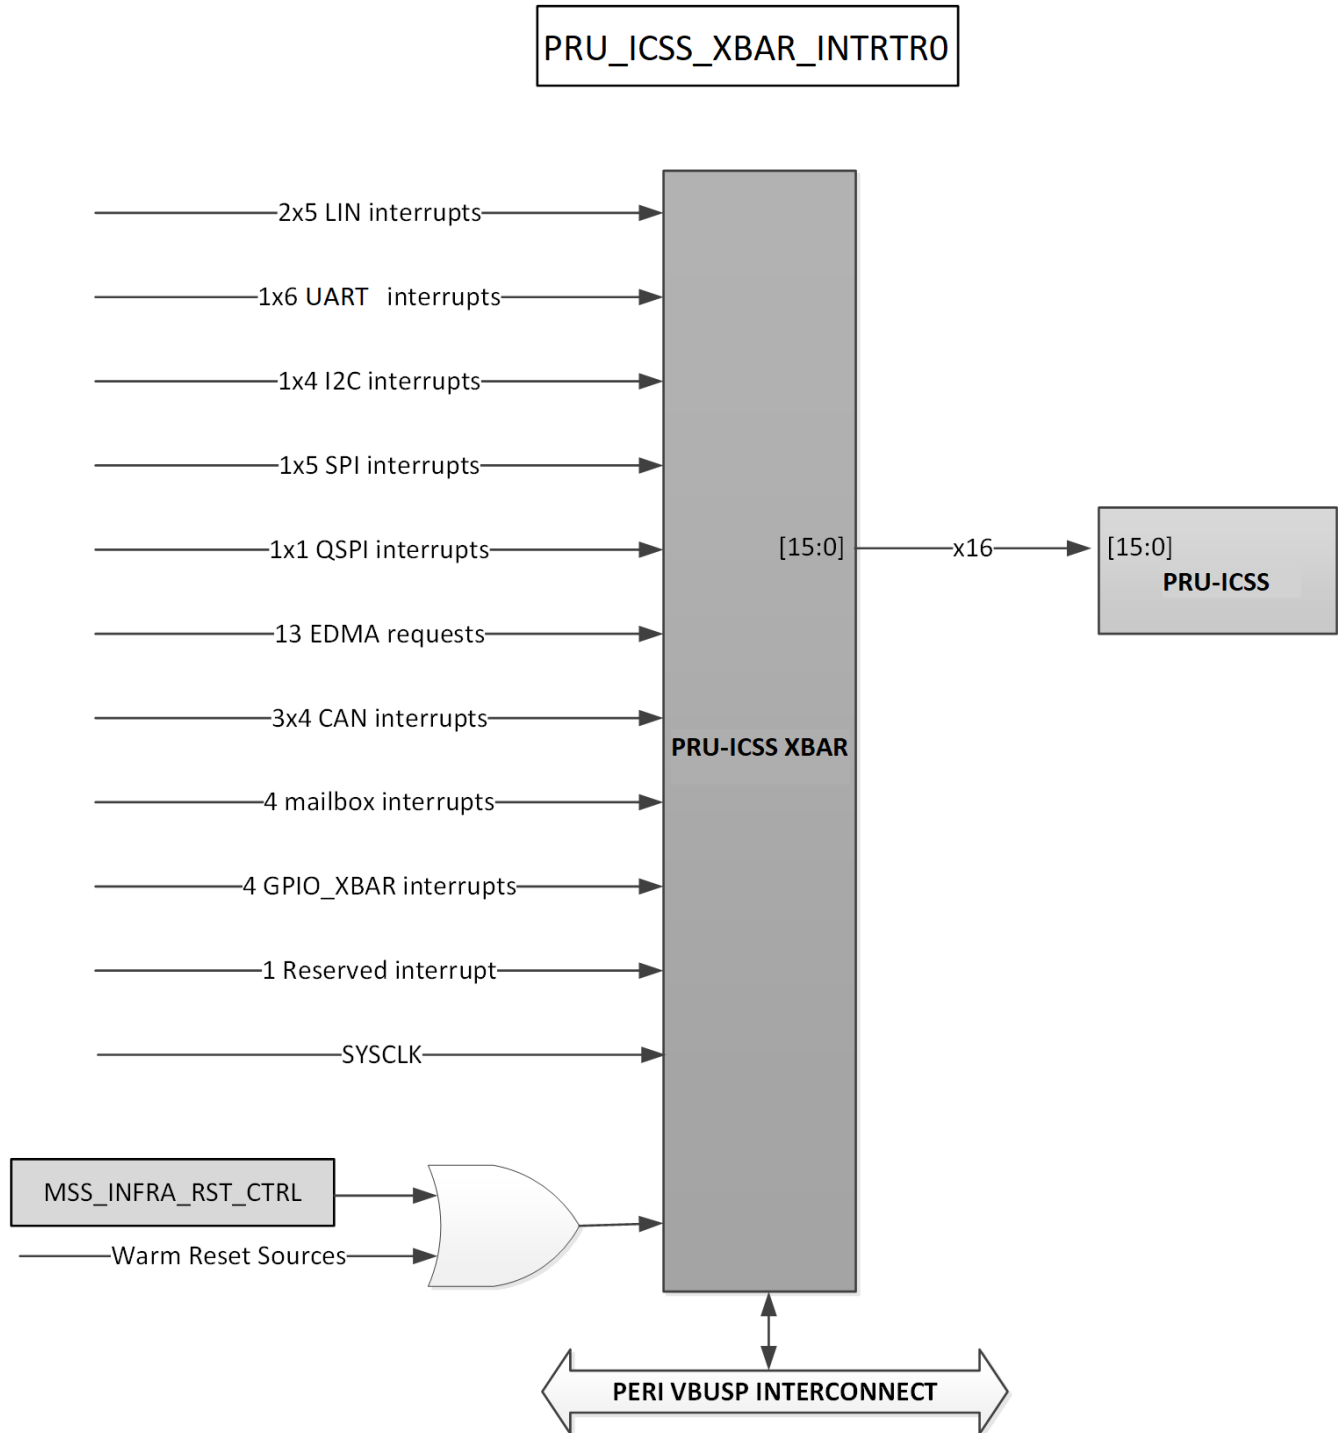 PRU_ICSS_XBAR_INTRTR0
2x5 LIN interrupts
1x6 UART interrupts
1x4 I2C interrupts
1x5 SPI interrupts
1x1 QSPI interrupts
[15:0]
x16
[15:0]
PRU-ICSS
13 EDMA requests
3x4 CAN interrupts
PRU-ICSS XBAR
4 mailbox interrupts
4 GPIO_XBAR interrupts
1 Reserved interrupt
SYSCLK
MSS_INFRA_RST_CTRL
Warm Reset Sources
PERI VBUSP INTERCONNECT